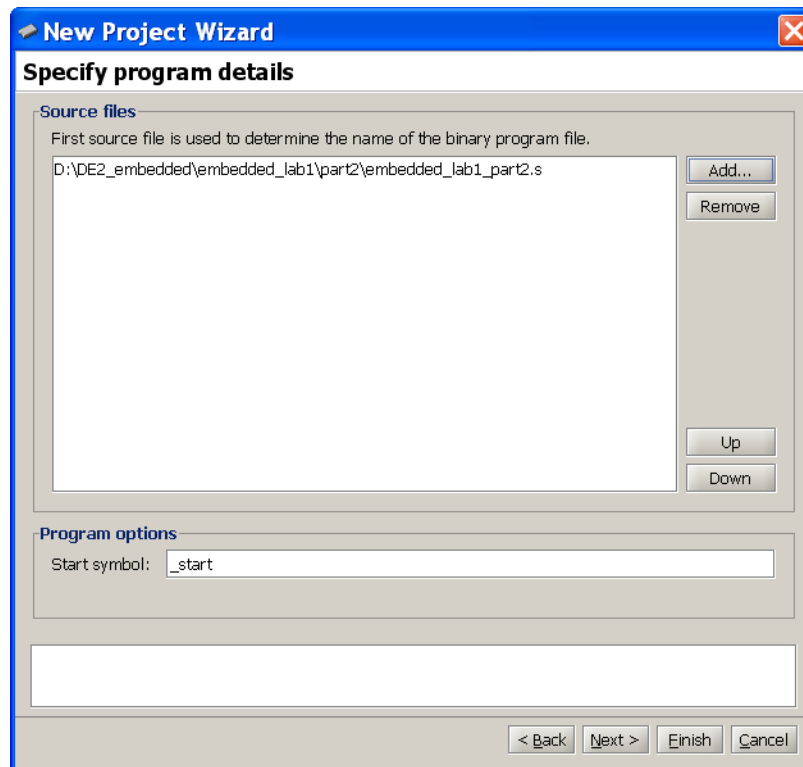 New Project Wizard
Specify program details
Source files
First source file is used to determine the name of the binary program file.
D:\DE2_embedded\embedded_lab1\part2\embedded_lab1_part2.s
Add...
Remove
Up
Down
Program options
Start symbol: _start
< Back Next > Finish Cancel